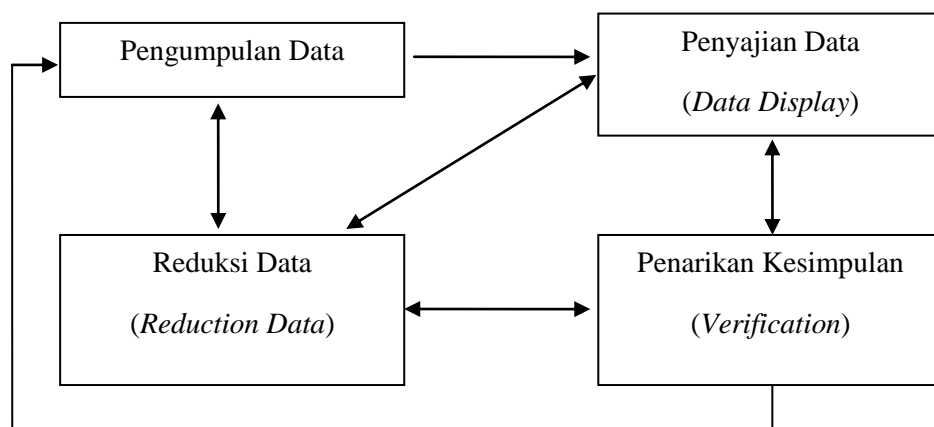 Pengumpulan Data
Penyajian Data
(Data Display)
Reduksi Data
(Reduction Data)
Penarikan Kesimpulan
(Verification)